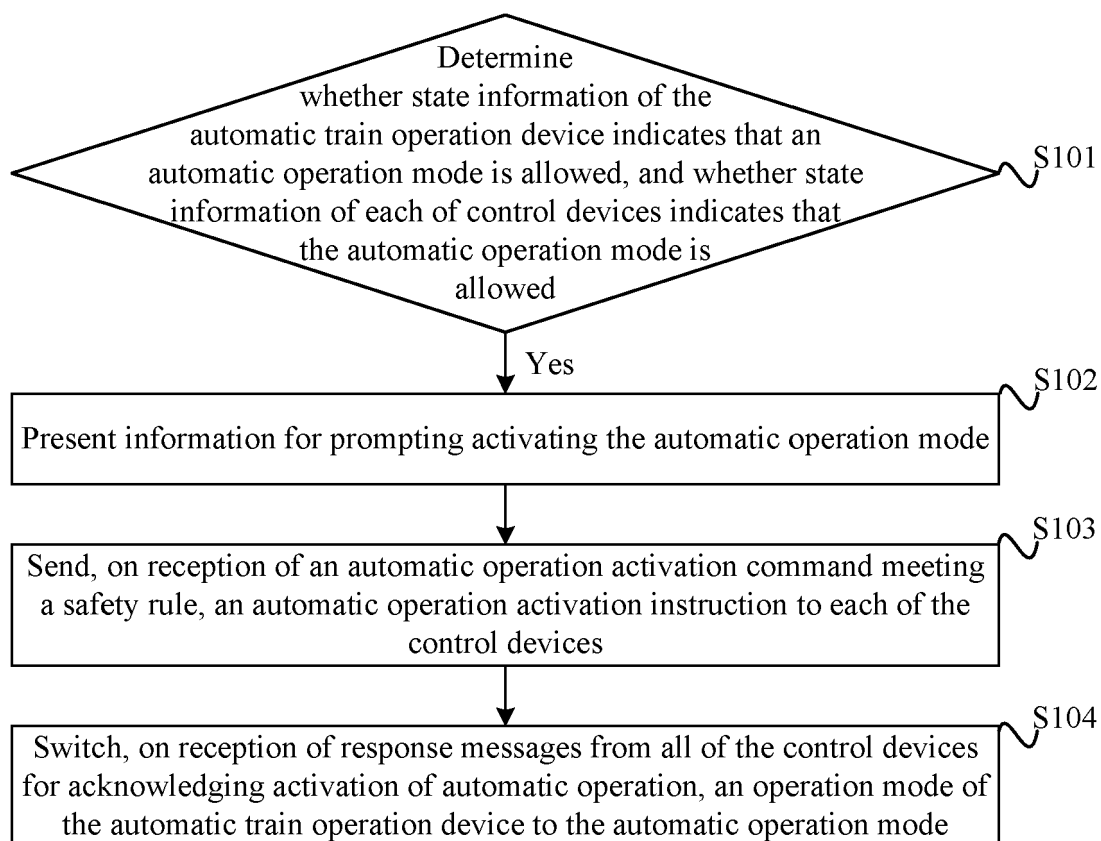 Determine
whether state information of the
automatic train operation device indicates that an
automatic operation mode is allowed, and whether state
information of each of control devices indicates that
the automatic operation mode is
allowed
S101
Yes
S102
Present information for prompting activating the automatic operation mode
S103
Send, on reception of an automatic operation activation command meeting
a safety rule, an automatic operation activation instruction to each of the
control devices
S104
Switch, on reception of response messages from all of the control devices
for acknowledging activation of automatic operation, an operation mode of
the automatic train operation device to the automatic operation mode